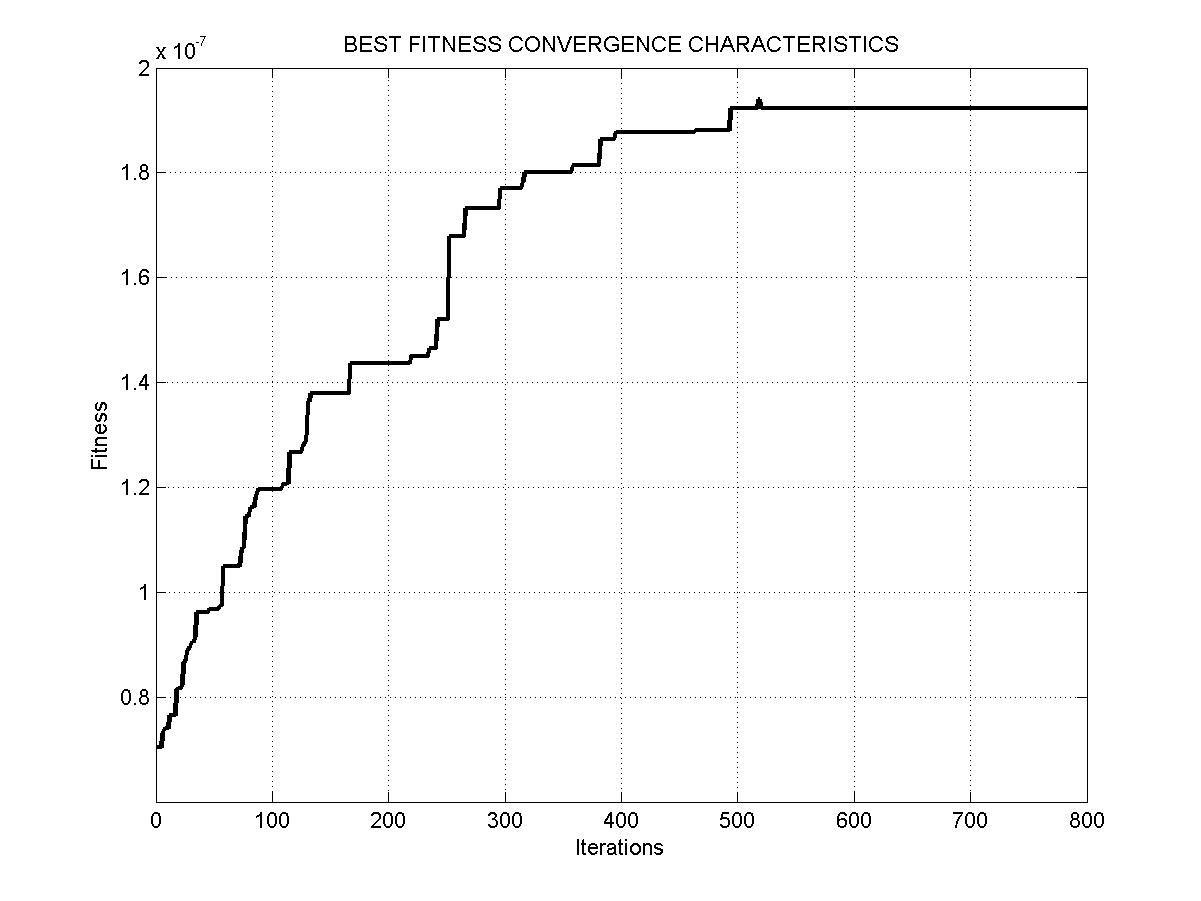 BEST FITNESS CONVERGENCE CHARACTERISTICS
x 10-7
2
1.8
1.6
1.4
1.2
1
0.8
Fitness
0 100 200 300 400 500 600 700 800
Iterations